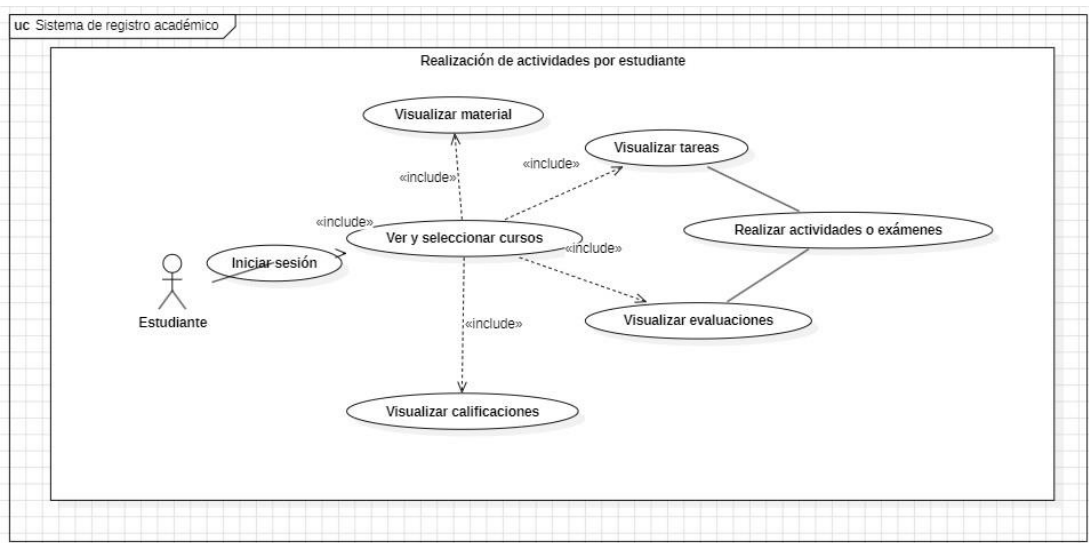 uc Sistema de registro académico
Realización de actividades por estudiante
Visualizar material
Visualizar tareas
«include»
«include»
«include»
Ver y seleccionar cursos
Realizar actividades o exámenes
«include»
Iniciar sesión
Estudiante
Visualizar evaluaciones
«include»
Visualizar calificaciones